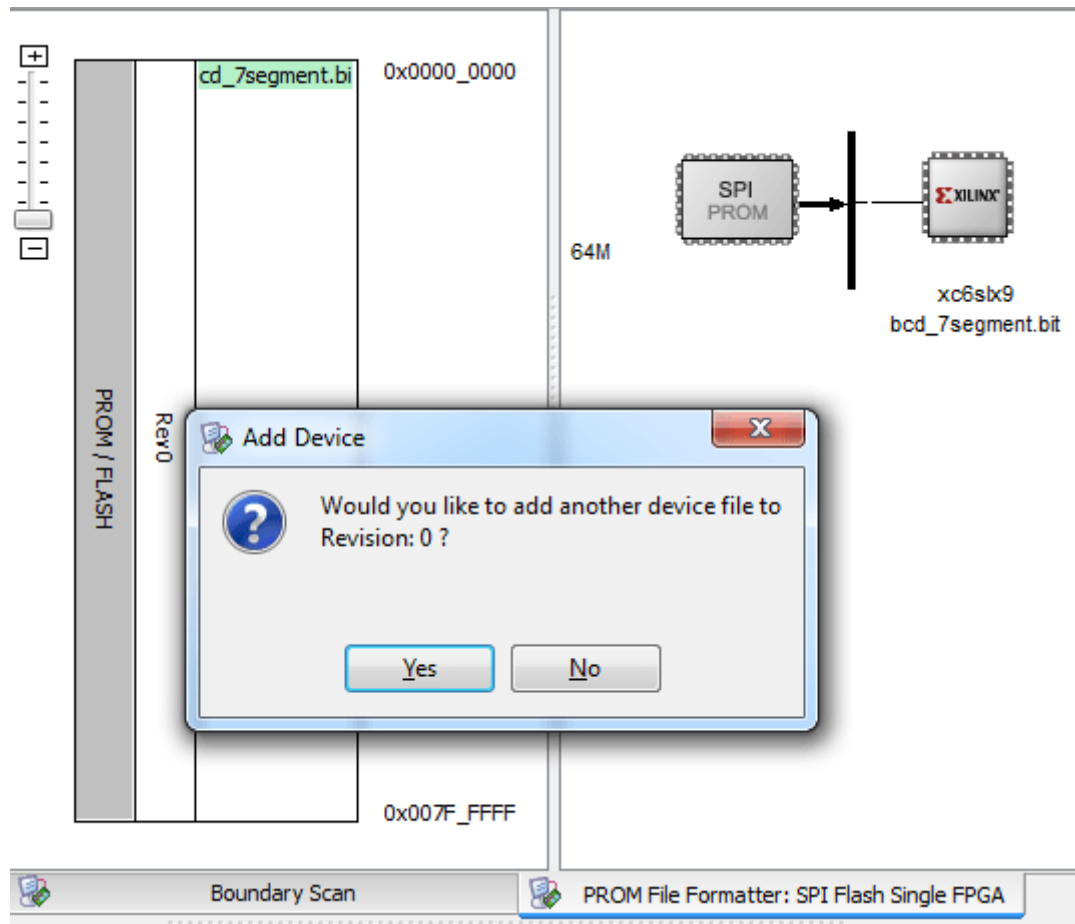 cd_7segment.bi
0x0000_0000
SPI
PROM
XILINX
64M
xc6slx9
bcd_7segment.bit
PROM / FLASH
Rev0
Add Device
Would you like to add another device file to
Revision: 0 ?
Yes
No
0x007F_FFFF
Boundary Scan
PROM File Formatter: SPI Flash Single FPGA